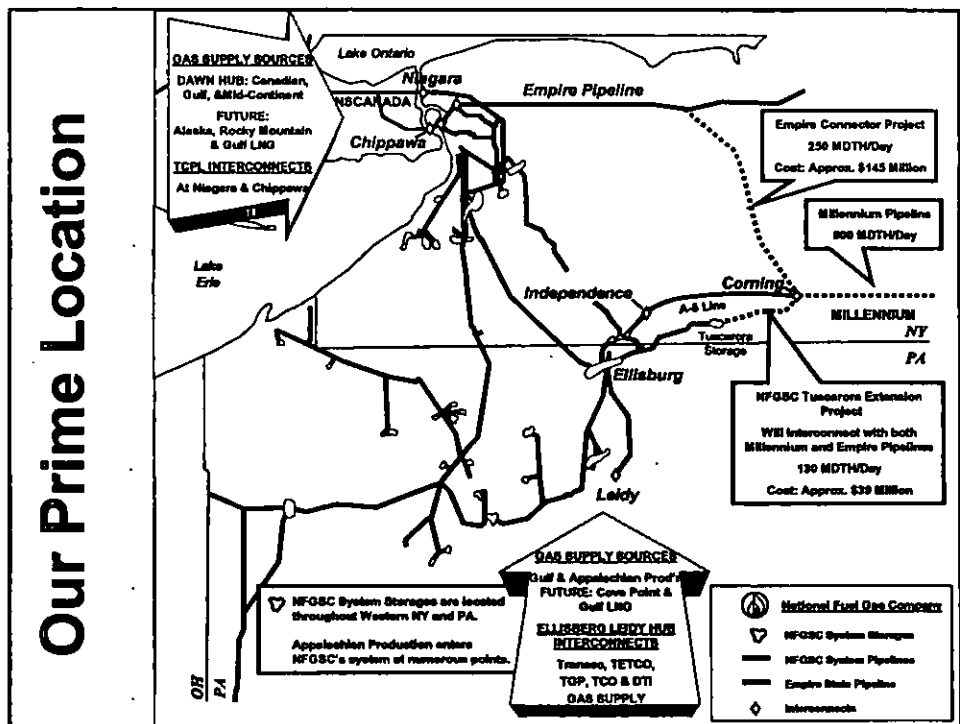 Our Prime Location
GAS SUPPLY SOURCES
DAWN HUB: Canadian,
Gulf, &Mid-Continent
FUTURE:
Alaska, Rocky Mountain
& Gulf LNG
TCPL INTERCONNECTS
At Niagara & Chippawa
Lake Ontario
Niagara
NSCANADA
Chippawa
Empire Pipeline
Empire Connector Project
250 MDTH/Day
Cost: Approx. $145 Million
Millennium Pipeline
Lake
Erie
Corning
Independence
A-5 Line
MILLENNIUM
NY
Tuscarora
Storage
PA
Ellisburg
NFGSC Tuscarora Extension
Project
Will Interconnect with both
Millennium and Empire Pipelines
130 MDTH/Day
Cost: Approx. $39 Million
Leidy
GAS SUPPLY SOURCES
Gulf & Appalachian Prod'n
FUTURE: Cove Point &
Gulf LNG
ELLISBERG LEIDY HUB
INTERCONNECTS
Transco, TETCO,
TGP, TCO & DTI
GAS SUPPLY
NFGSC System Storages are located
throughout Western NY and PA.
Appalachian Production enters
NFGSC's system at numerous points.
OH
PA
National Fuel Gas Company
NFGSC System Storages
NFGSC System Pipelines
Empire State Pipeline
Interconnects